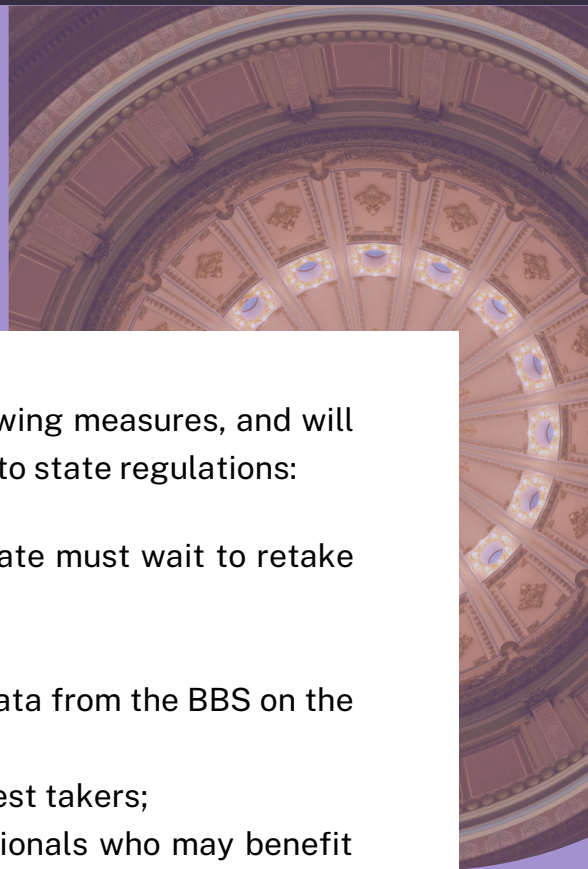 wing measures, and will
to state regulations:
ate must wait to retake
ata from the BBS on the
est takers;
ionals who may benefit